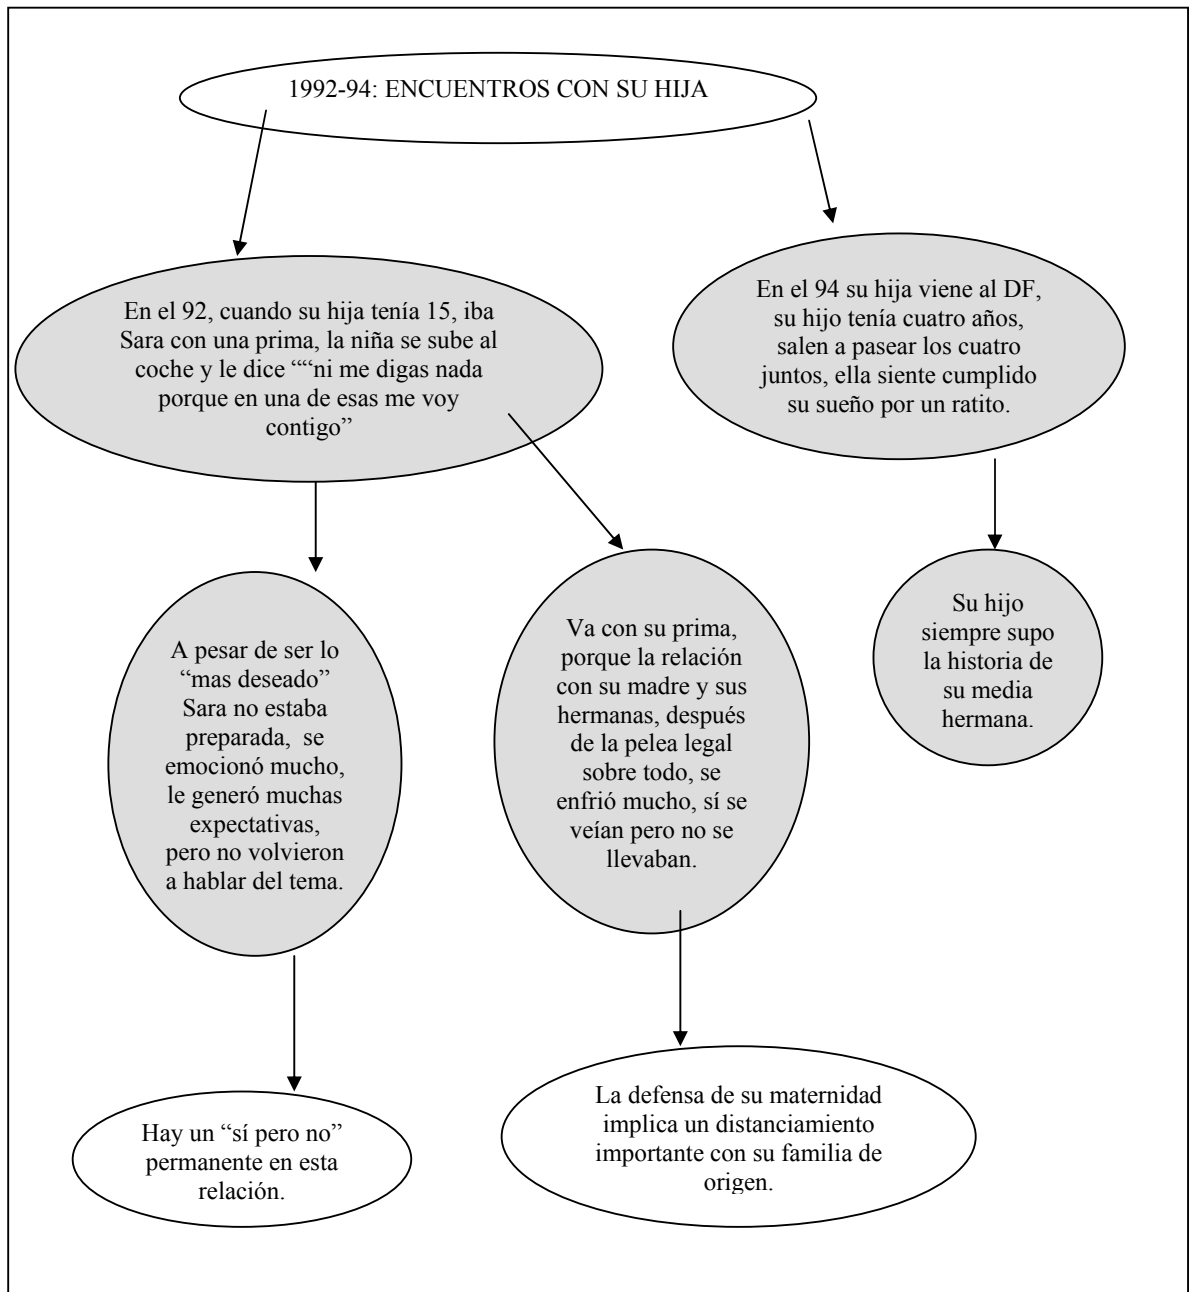 1992-94: ENCUENTROS CON SU HIJA
En el 92, cuando su hija tenía 15, iba
Sara con una prima, la niña se sube al
coche y le dice ““ni me digas nada
porque en una de esas me voy
contigo”
En el 94 su hija viene al DF,
su hijo tenía cuatro años,
salen a pasear los cuatro
juntos, ella siente cumplido
su sueño por un ratito.
A pesar de ser lo
“mas deseado”
Sara no estaba
preparada, se
emocionó mucho,
le generó muchas
expectativas,
pero no volvieron
a hablar del tema.
Va con su prima,
porque la relación
con su madre y sus
hermanas, después
de la pelea legal
sobre todo, se
enfrió mucho, sí se
veían pero no se
llevaban.
Su hijo
siempre supo
la historia de
su media
hermana.
Hay un “sí pero no”
permanente en esta
relación.
La defensa de su maternidad
implica un distanciamiento
importante con su familia de
origen.